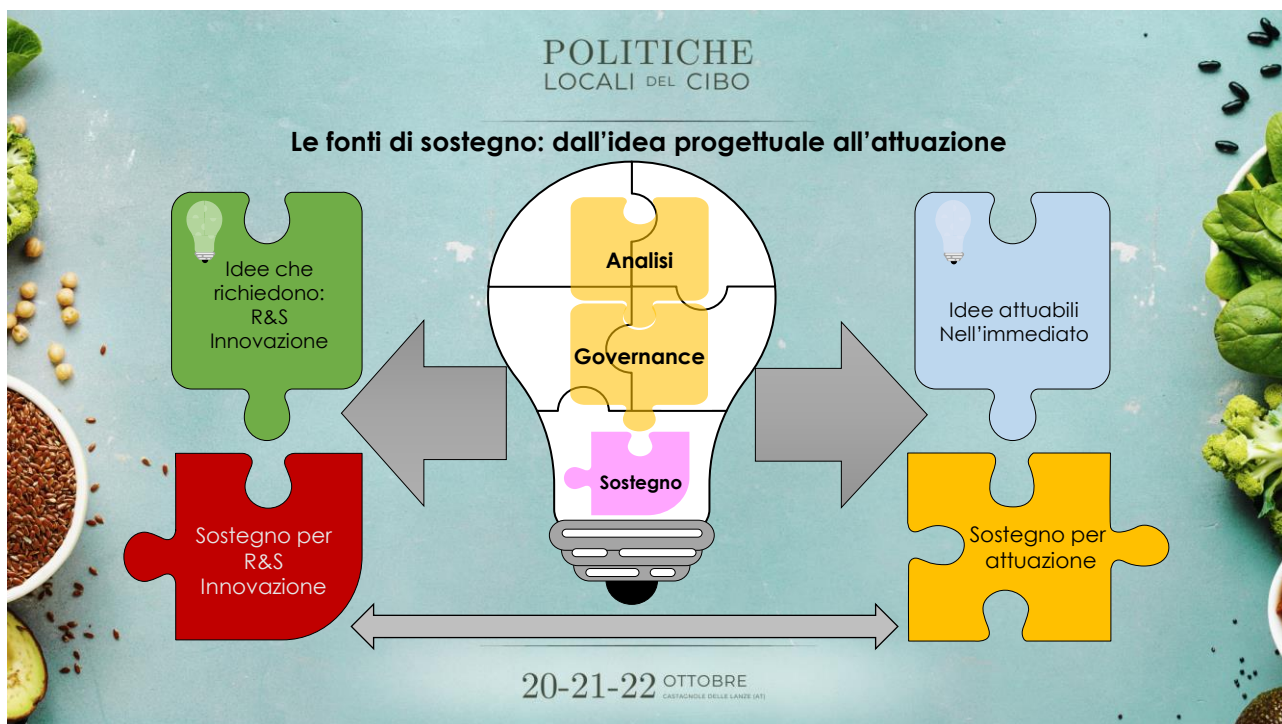 POLITICHE
LOCALI DEL CIBO
Le fonti di sostegno: dall'idea progettuale all'attuazione
Idee che
richiedono:
R&S
Innovazione
Sostegno per
R&S
Innovazione
Analisi
Governance
Sostegno
Idee attuabili
Nell'immediato
Sostegno per
attuazione
20-21-22 OTTOBRE
CASTAGNOLE DELLE LANZE (AT)